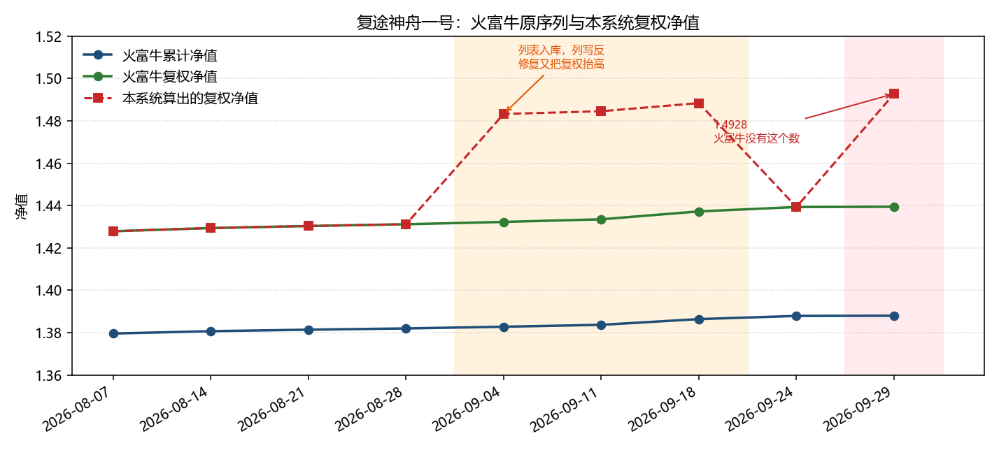 复途神舟一号：火富牛原序列与本系统复权净值
火富牛累计净值
火富牛复权净值
本系统算出的复权净值
列表入库，列写反
修复又把复权抬高
1.4928
火富牛没有这个数
净值
1.52
1.50
1.48
1.46
1.44
1.42
1.40
1.38
1.36
2026-08-07
2026-08-14
2026-08-21
2026-08-28
2026-09-04
2026-09-11
2026-09-18
2026-09-24
2026-09-29